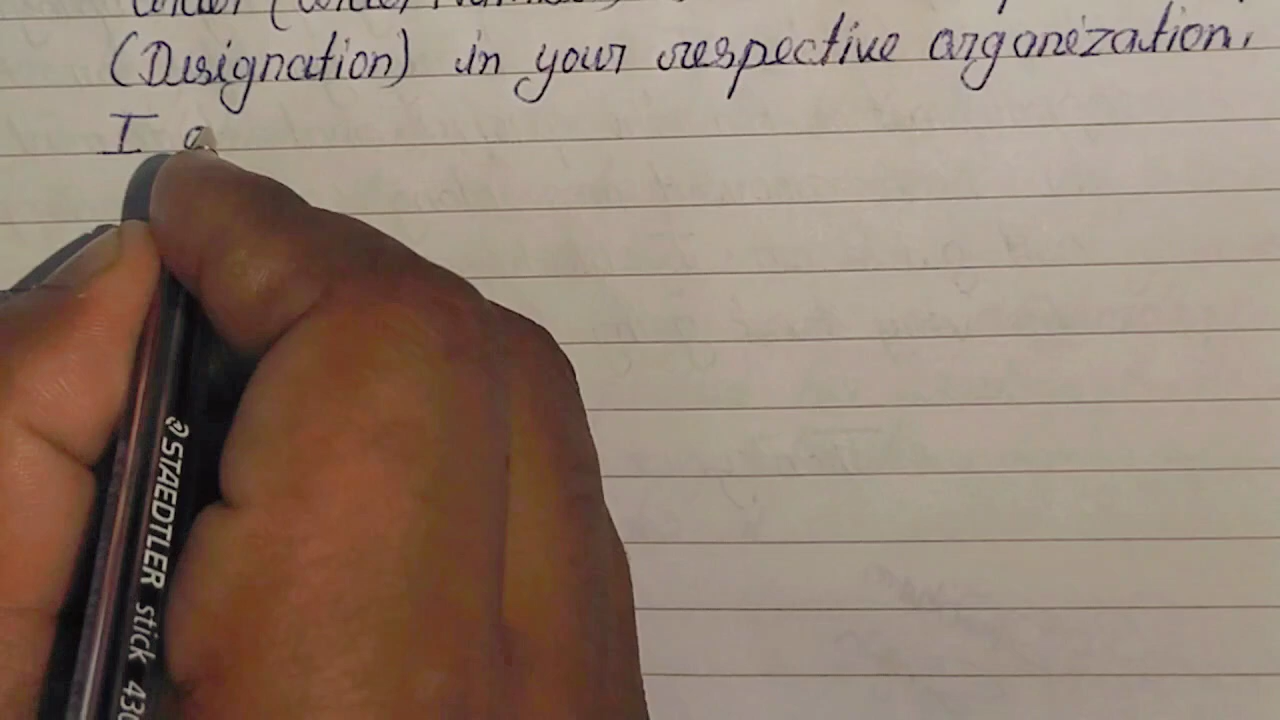 (Designation) in your respective organization.
I a
STAEDTLER stick 430